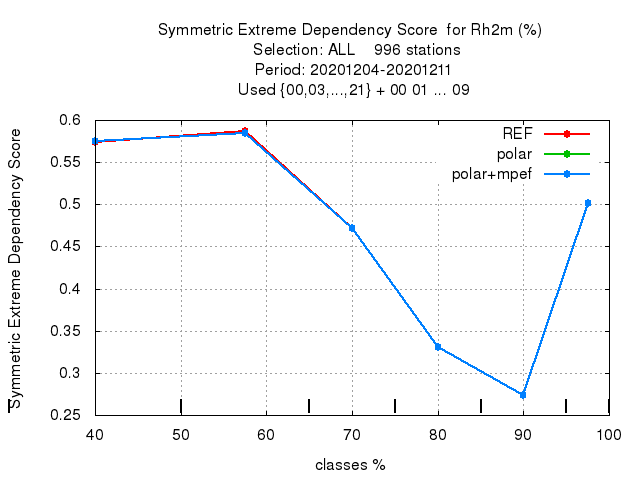 Symmetric Extreme Dependency Score for Rh2m (%)
Selection: ALL 996 stations
Period: 20201204-20201211
Used {00,03,...,21} + 00 01 ... 09
Symmetric Extreme Dependency Score
0.6
0.55
0.5
0.45
0.4
0.35
0.3
0.25
REF
polar
polar+mpef
40 50 60 70 80 90 100
classes %